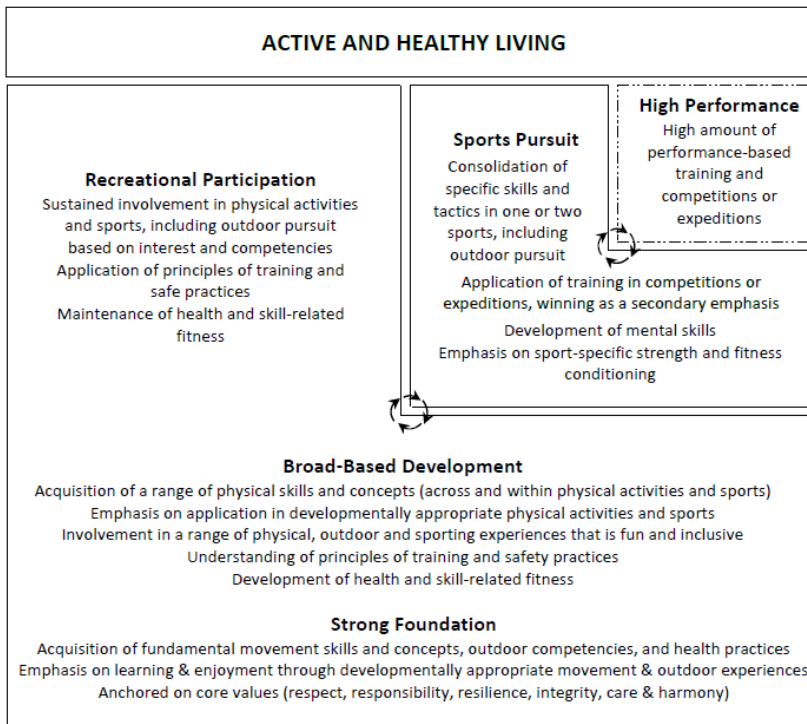 ACTIVE AND HEALTHY LIVING
High Performance
High amount of
performance-based
training and
competitions or
expeditions
Sports Pursuit
Consolidation of
specific skills and
tactics in one or two
sports, including
outdoor pursuit
Application of training in competitions or
expeditions, winning as a secondary emphasis
Development of mental skills
Emphasis on sport-specific strength and fitness
conditioning
Recreational Participation
Sustained involvement in physical activities
and sports, including outdoor pursuit
based on interest and competencies
Application of principles of training and
safe practices
Maintenance of health and skill-related
fitness
Broad-Based Development
Acquisition of a range of physical skills and concepts (across and within physical activities and sports)
Emphasis on application in developmentally appropriate physical activities and sports
Involvement in a range of physical, outdoor and sporting experiences that is fun and inclusive
Understanding of principles of training and safety practices
Development of health and skill-related fitness
Strong Foundation
Acquisition of fundamental movement skills and concepts, outdoor competencies, and health practices
Emphasis on learning & enjoyment through developmentally appropriate movement & outdoor experiences
Anchored on core values (respect, responsibility, resilience, integrity, care & harmony)